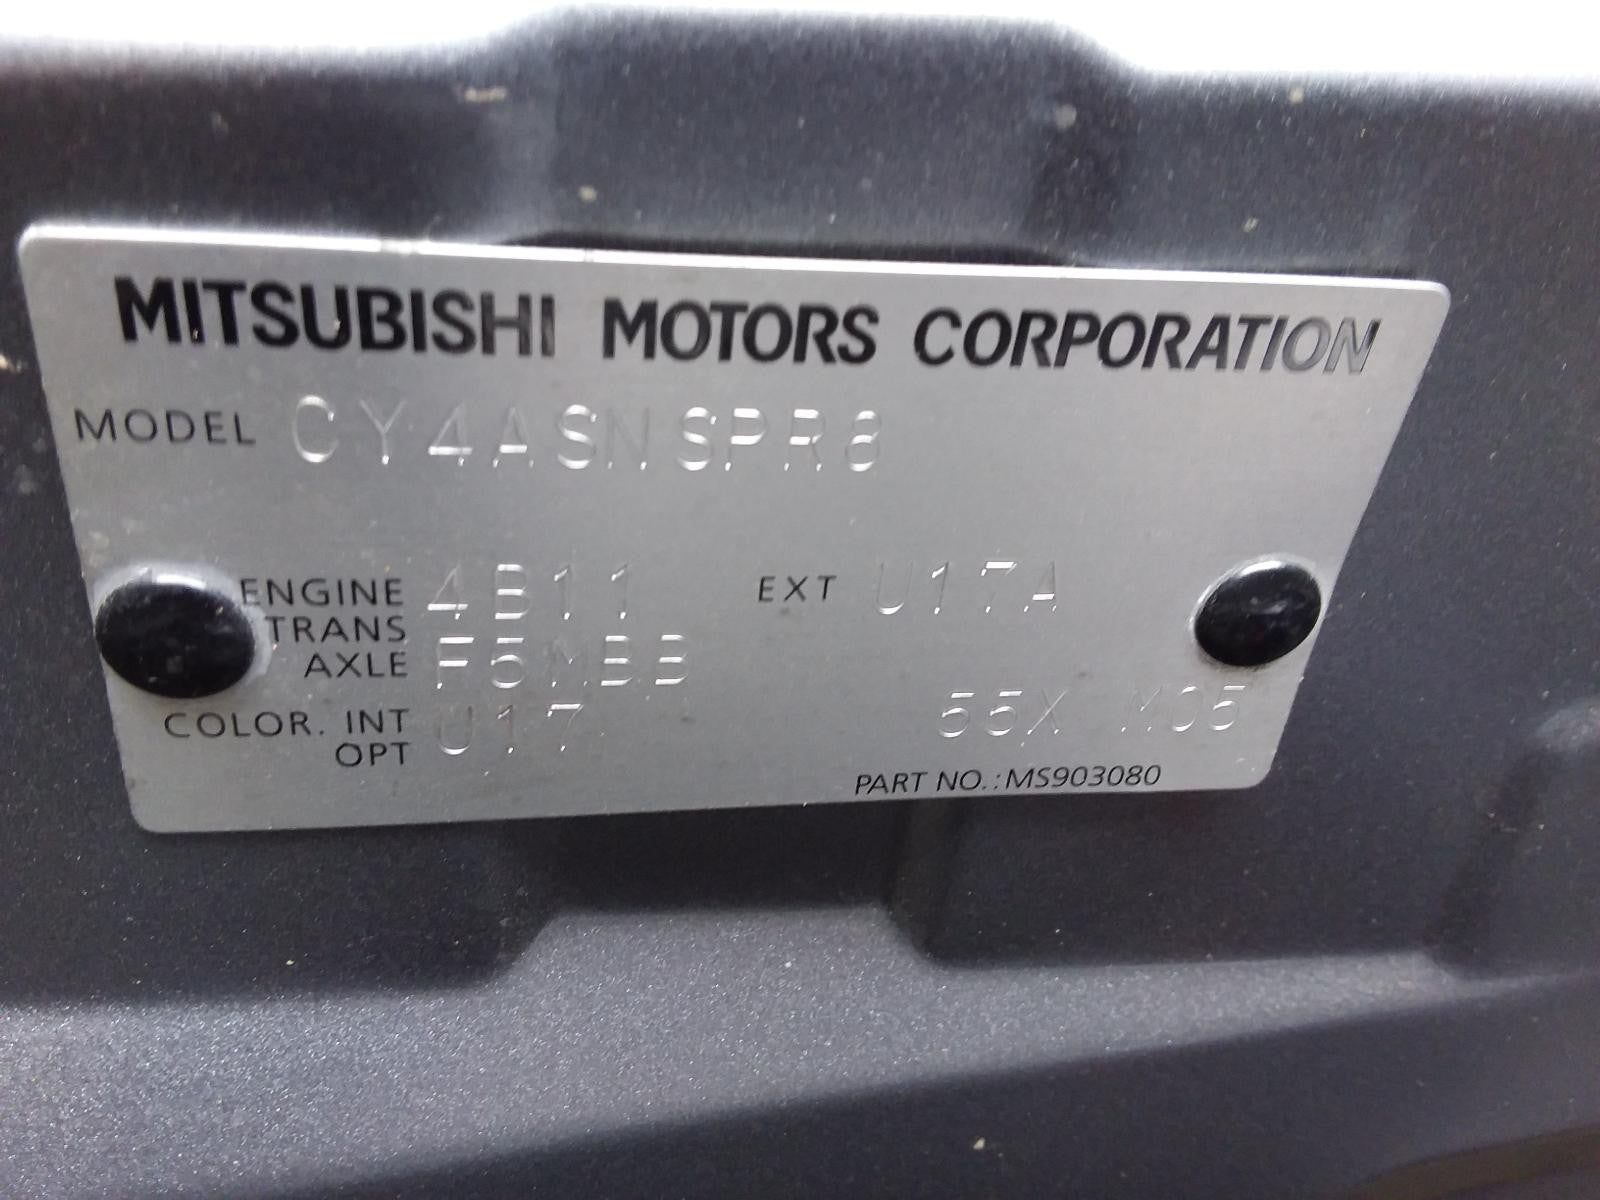 MITSUBISHI MOTORS CORPORATION
MODEL CY4ASNSPR8
ENGINE 4B11 EXT U17A
TRANS
AXLE F5MBB
COLOR. INT U17 55X M05
OPT
PART NO.:MS903080